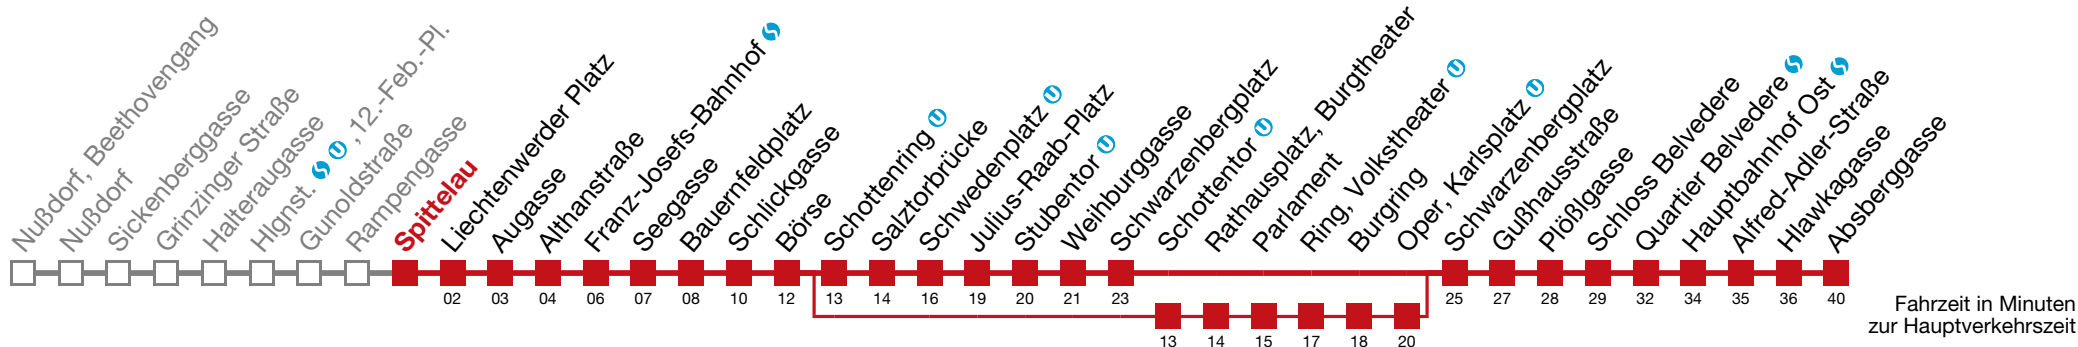 Nußdorf, Beethovengang
Nußdorf
Sickenberggasse
Grinzinger Straße
Halteraugasse
Hlgnst. S U , 12.-Feb.-Pl.
Gunoldstraße
Rampengasse
Spittelau
Liechtenwerder Platz
Augasse
Althanstraße
Franz-Josefs-Bahnhof S
Seegasse
Bauernfeldplatz
Schlickgasse
Börse
Schottenring U
Salztorbrücke
Schwedenplatz U
Julius-Raab-Platz
Stubentor U
Weihburggasse
Schwarzenbergplatz
Schottentor U
Rathausplatz, Burgtheater
Parlament
Ring, Volkstheater U
Burgring
Oper, Karlsplatz U
Schwarzenbergplatz
Gußhausstraße
Plößlgasse
Schloss Belvedere
Quartier Belvedere S
Hauptbahnhof Ost S
Alfred-Adler-Straße
Hlawkagasse
Absberggasse
02 03 04 06 07 08 10 12 13 14 16 19 20 21 23 25 27 28 29 32 34 35 36 40
13 14 15 17 18 20
Fahrzeit in Minuten
zur Hauptverkehrszeit